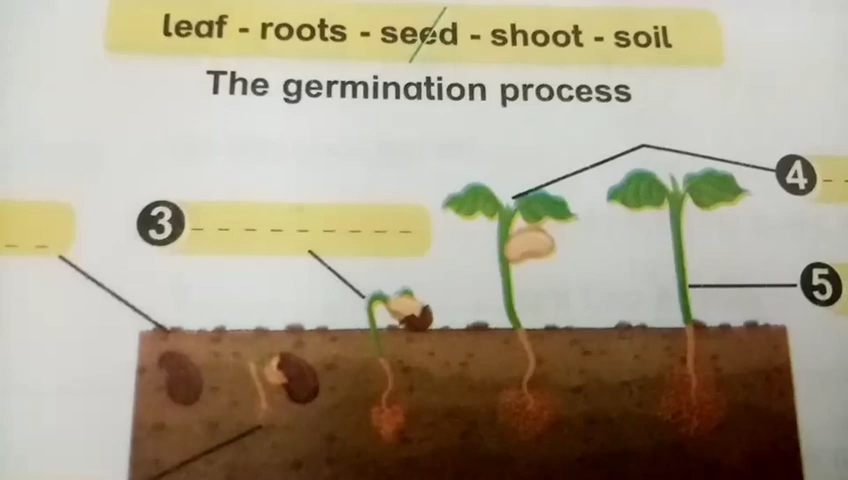 leaf - roots - seed - shoot - soil
The germination process
4
3
5